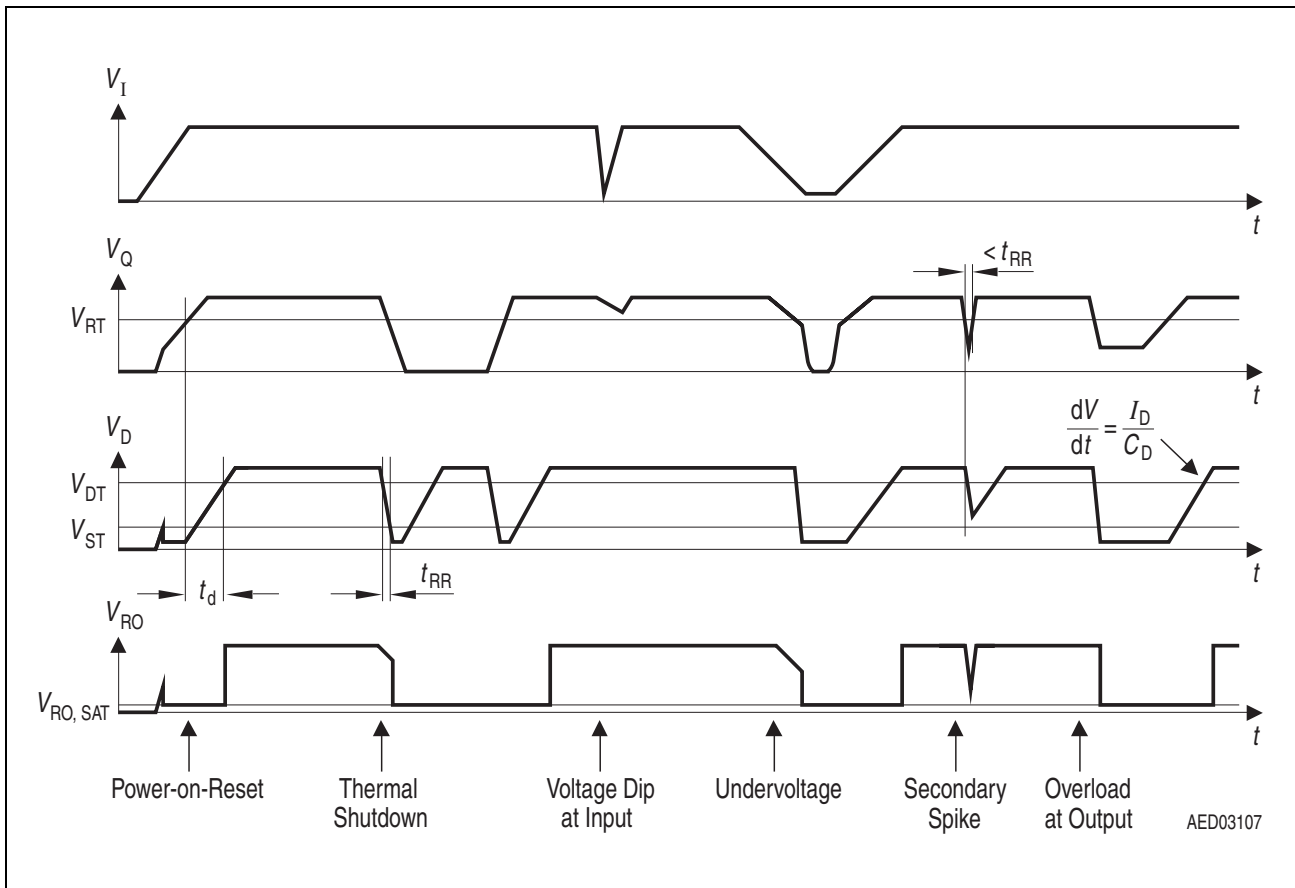 V_I
t
V_Q
< t_RR
V_RT
t
V_D
dV/dt = I_D/C_D
V_DT
V_ST
t
t_d
t_RR
V_RO
V_RO, SAT
t
Power-on-Reset
Thermal
Shutdown
Voltage Dip
at Input
Undervoltage
Secondary
Spike
Overload
at Output
AED03107